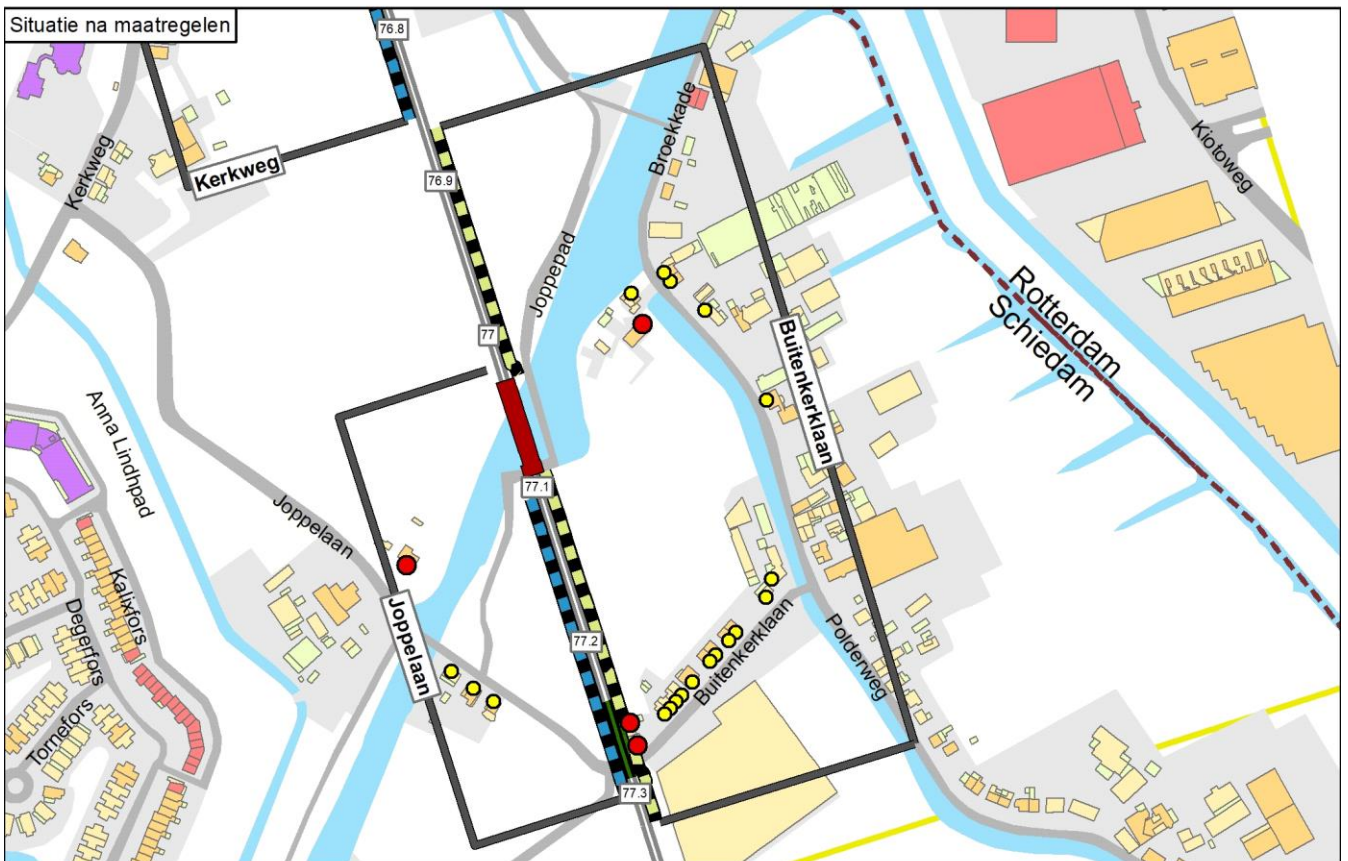 Situatie na maatregelen
76.8
Kerkweg
Kerkweg
76.9
Joppepad
Broekkade
Kiotoweg
77
Rotterdam
Schiedam
Buitenkerklaan
Anna Lindhpad
77.1
Joppelaan
Kalixfors
Degerfors
Tornefors
Joppelaan
77.2
Buitenkerklaan
Polderweg
77.3